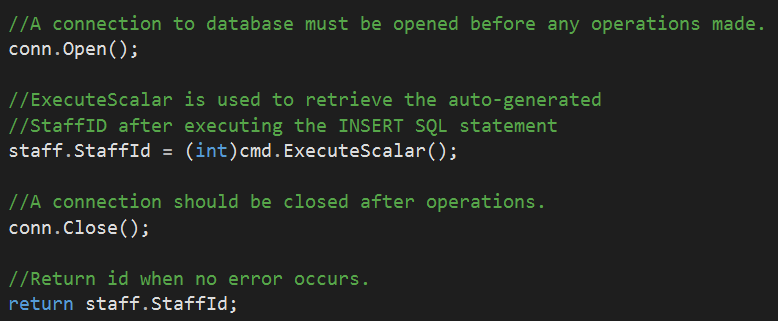 //A connection to database must be opened before any operations made.
conn.Open();
//ExecuteScalar is used to retrieve the auto-generated
//StaffID after executing the INSERT SQL statement
staff.StaffId = (int)cmd.ExecuteScalar();
//A connection should be closed after operations.
conn.Close();
//Return id when no error occurs.
return staff.StaffId;